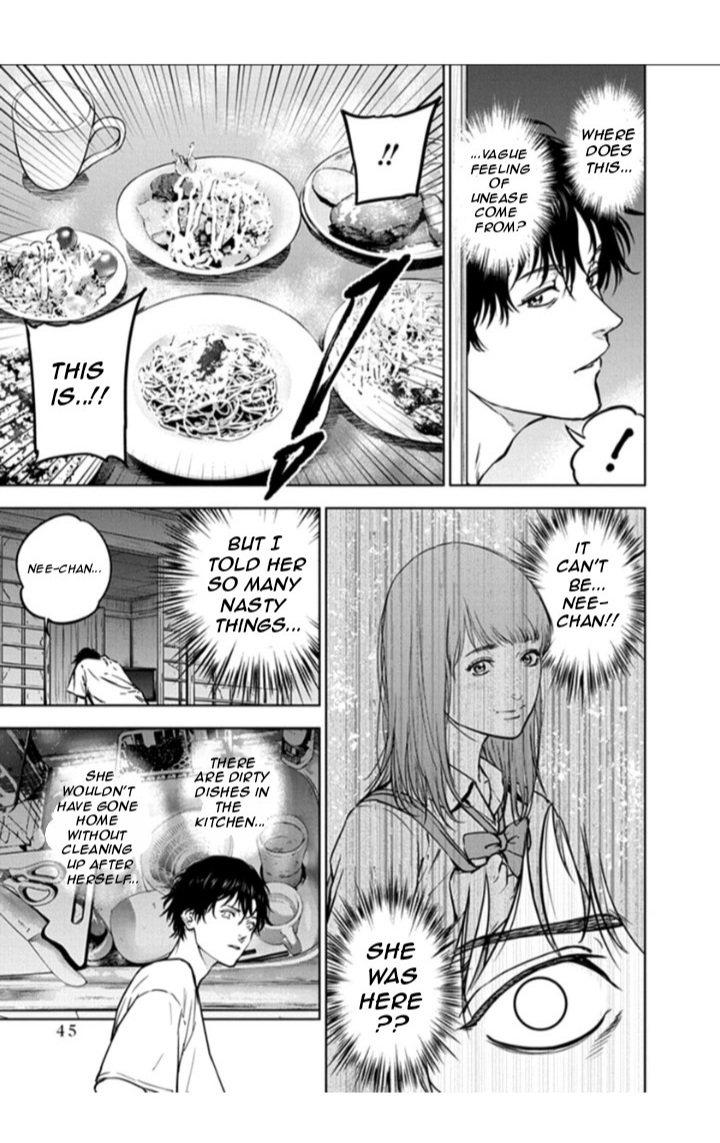 WHERE
DOES
THIS...
...VAGUE
FEELING
OF
UNEASE
COME
FROM?
!
!!
THIS
IS...!!
IT
CAN'T
BE...
NEE-
CHAN!!
SHE
WAS
HERE
??
BUT I
TOLD HER
SO MANY
NASTY
THINGS...
NEE-CHAN...
THERE
ARE DIRTY
DISHES IN
THE
KITCHEN...
SHE
WOULDN'T
HAVE GONE
HOME
WITHOUT
CLEANING
UP AFTER
HERSELF...
45